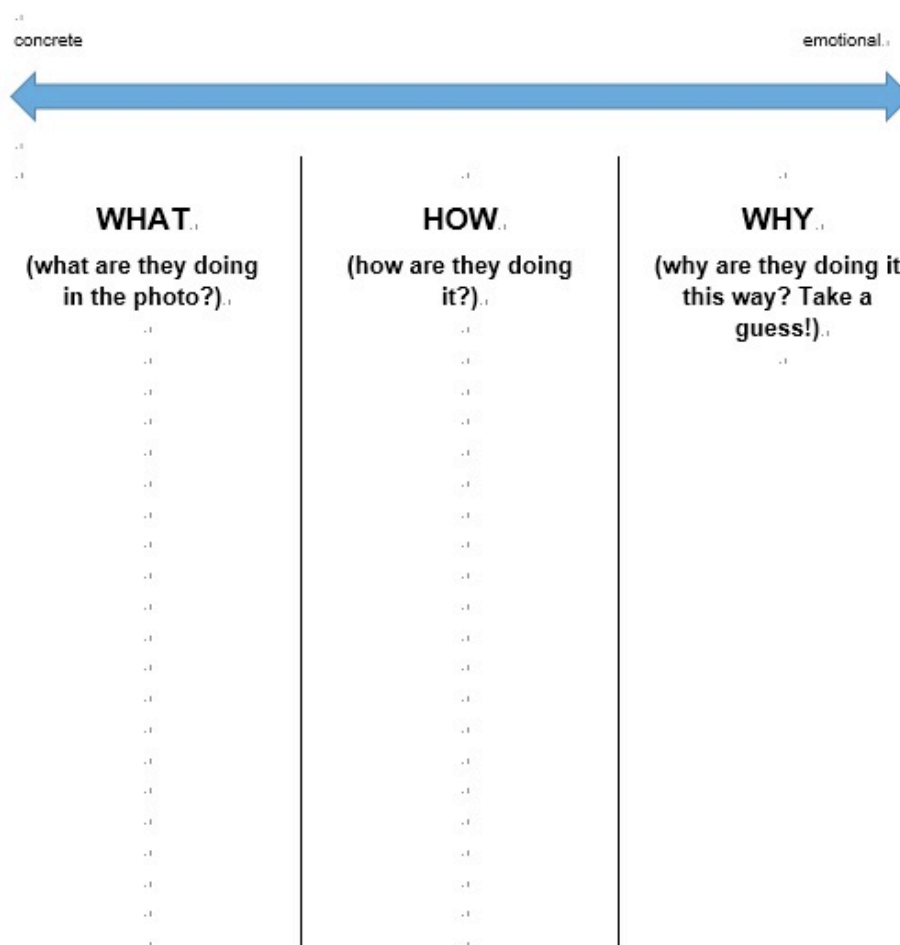 concrete
emotional
WHAT
(what are they doing
in the photo?)
HOW
(how are they doing
it?)
WHY
(why are they doing it
this way? Take a
guess!)